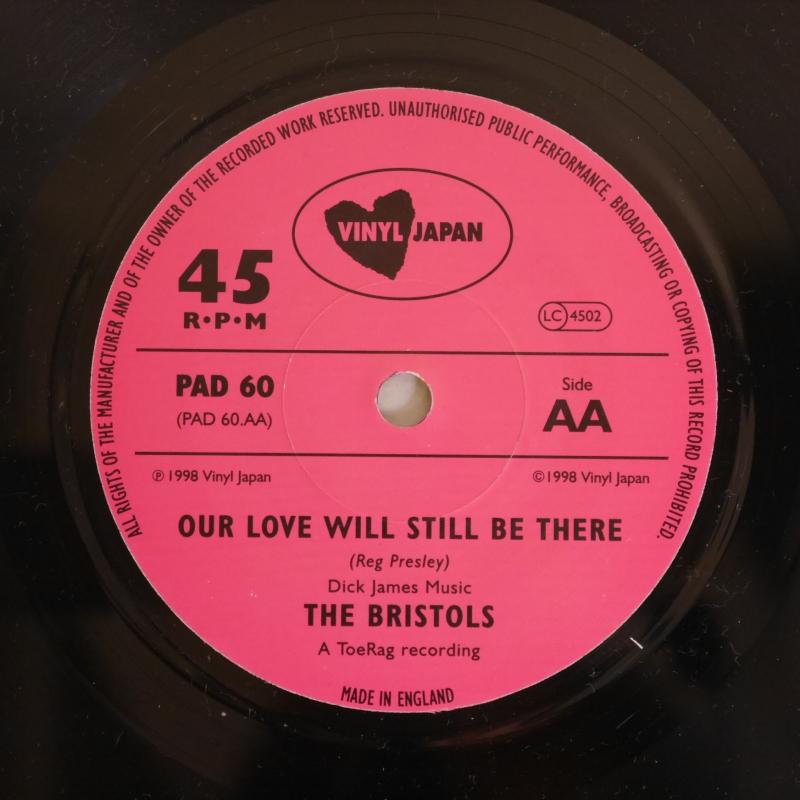 ALL RIGHTS OF THE MANUFACTURER AND OF THE OWNER OF THE RECORDED WORK RESERVED. UNAUTHORISED PUBLIC PERFORMANCE, BROADCASTING OR COPYING OF THIS RECORD PROHIBITED.
VINYL JAPAN
45
R•P•M
LC 4502
PAD 60
(PAD 60.AA)
Side
AA
℗ 1998 Vinyl Japan
© 1998 Vinyl Japan
OUR LOVE WILL STILL BE THERE
(Reg Presley)
Dick James Music
THE BRISTOLS
A ToeRag recording
MADE IN ENGLAND